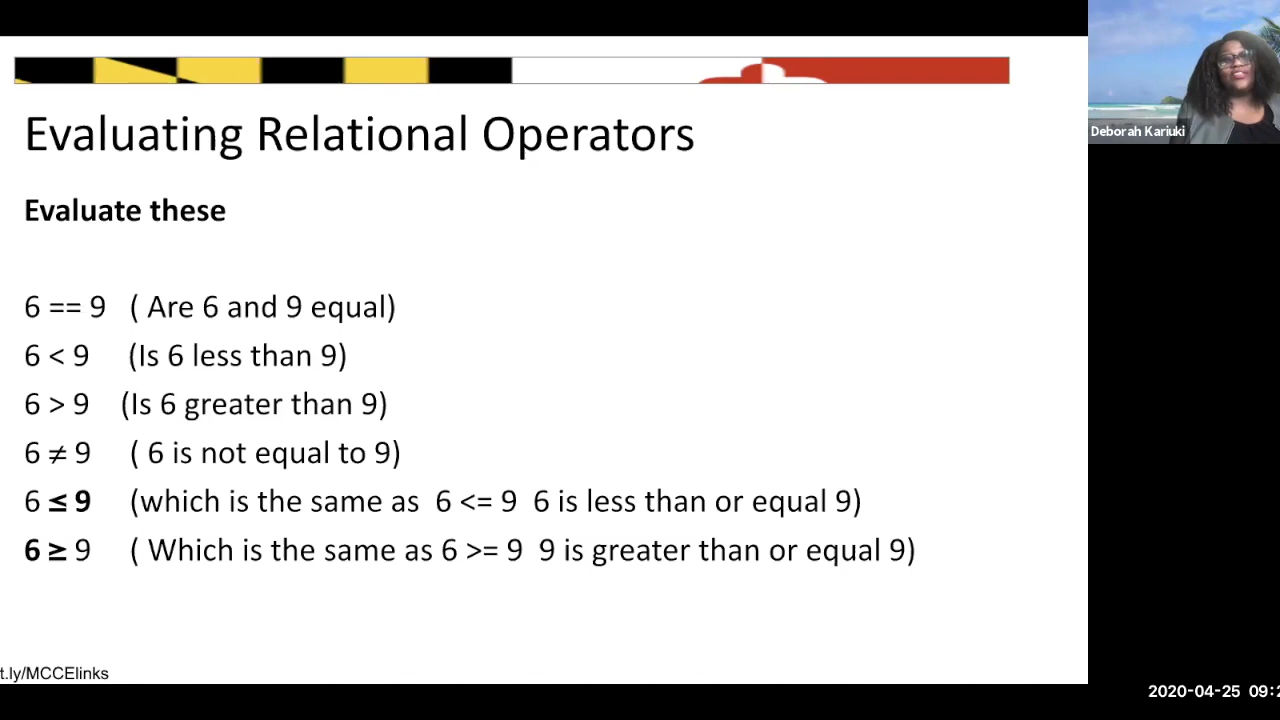 Evaluating Relational Operators
Deborah Kariuki
Evaluate these
6 == 9 ( Are 6 and 9 equal)
6 < 9 (Is 6 less than 9)
6 > 9 (Is 6 greater than 9)
6 ≠ 9 ( 6 is not equal to 9)
6 ≤ 9 (which is the same as 6 <= 9 6 is less than or equal 9)
6 ≥ 9 ( Which is the same as 6 >= 9 9 is greater than or equal 9)
t.ly/MCCElinks
2020-04-25 09:2